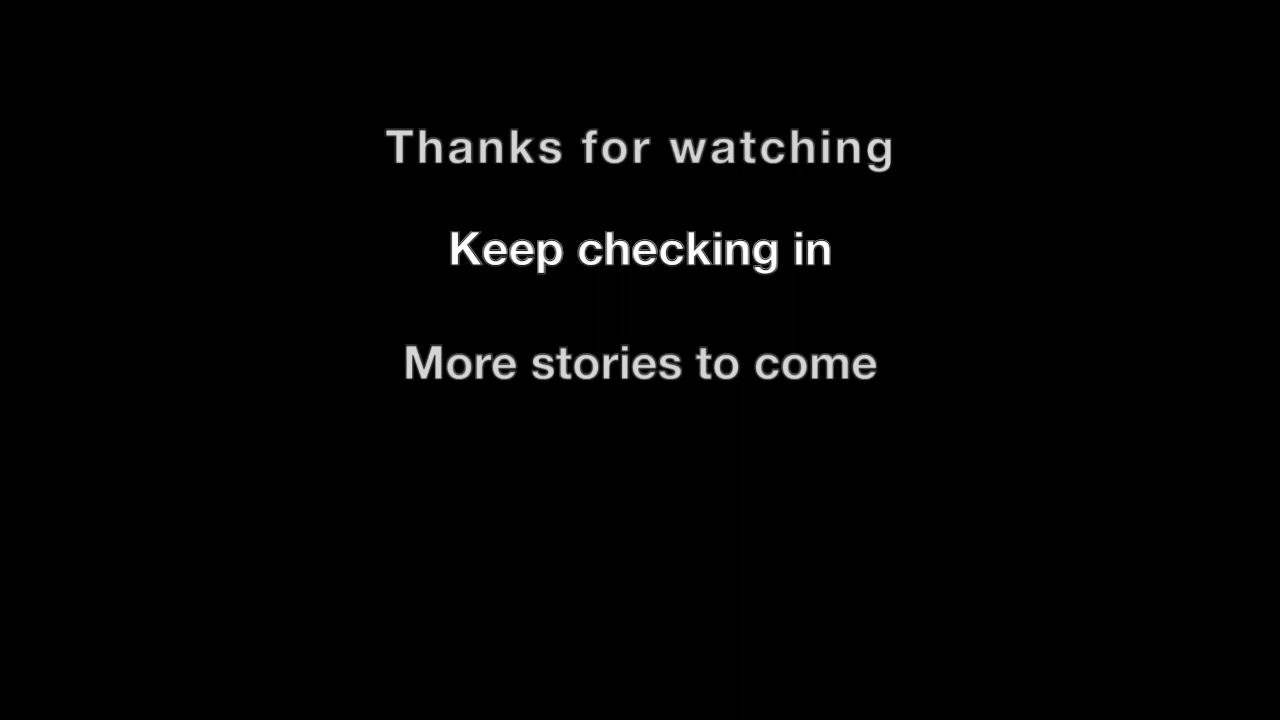 Thanks for watching
Keep checking in
More stories to come